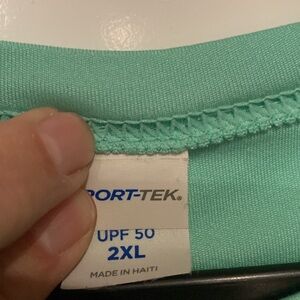 PORT-TEK®
UPF 50
2XL
MADE IN HAITI